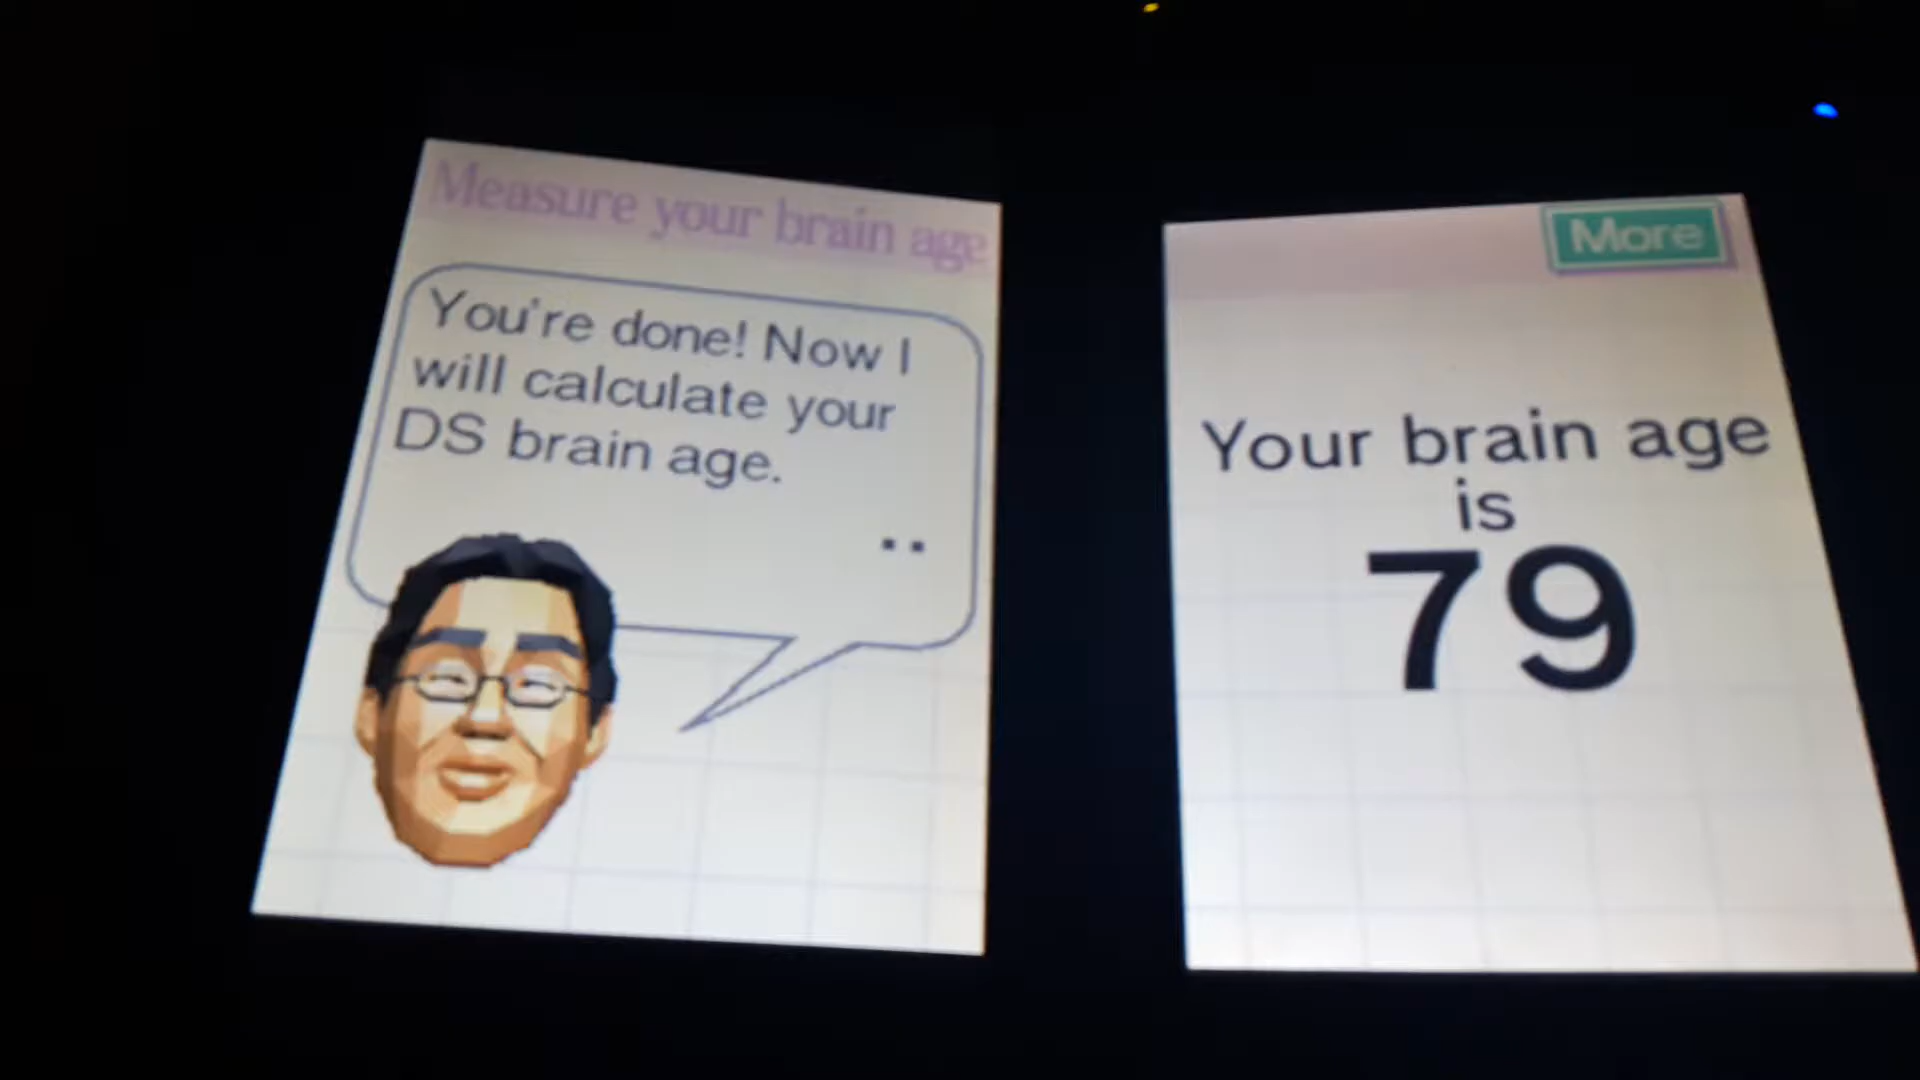 Measure your brain age
You're done! Now I
will calculate your
DS brain age.
..
More
Your brain age
is
79